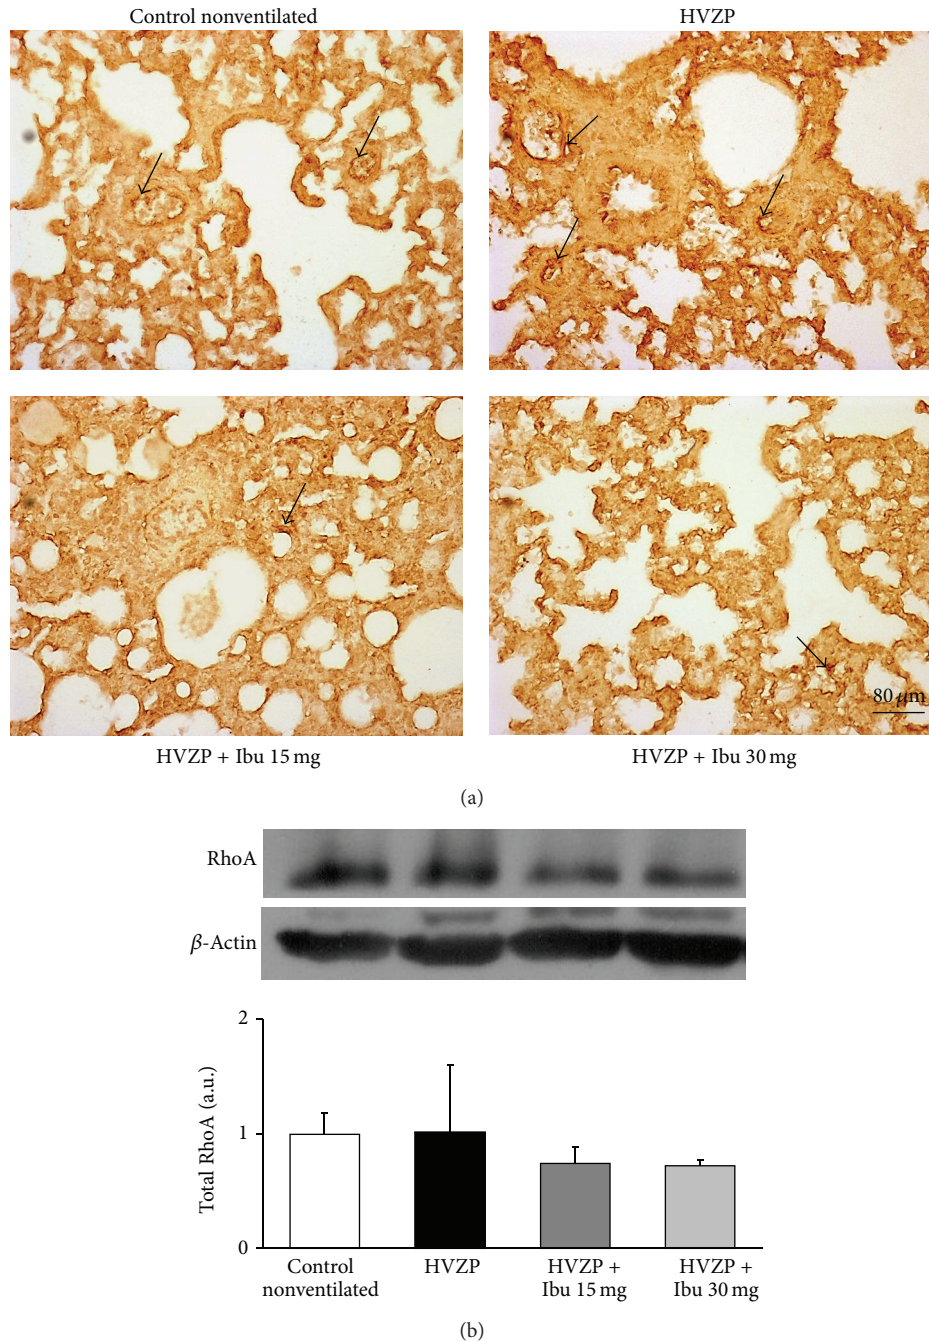 Control nonventilated
HVZP
80 μm
HVZP + Ibu 15 mg
HVZP + Ibu 30 mg
(a)
RhoA
β-Actin
2
1
0
Total RhoA (a.u.)
Control
nonventilated
HVZP
HVZP +
Ibu 15 mg
HVZP +
Ibu 30 mg
(b)